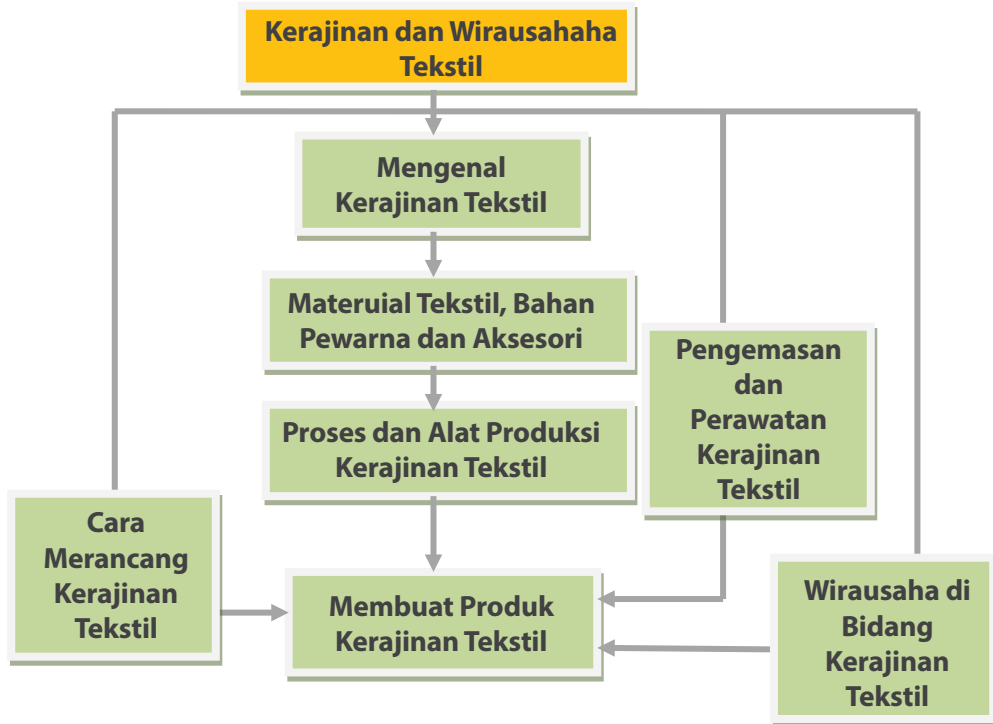 Kerajinan dan Wirausahaha
Tekstil
Mengenal
Kerajinan Tekstil
Materuial Tekstil, Bahan
Pewarna dan Aksesori
Proses dan Alat Produksi
Kerajinan Tekstil
Pengemasan
dan
Perawatan
Kerajinan
Tekstil
Cara
Merancang
Kerajinan
Tekstil
Membuat Produk
Kerajinan Tekstil
Wirausaha di
Bidang
Kerajinan
Tekstil